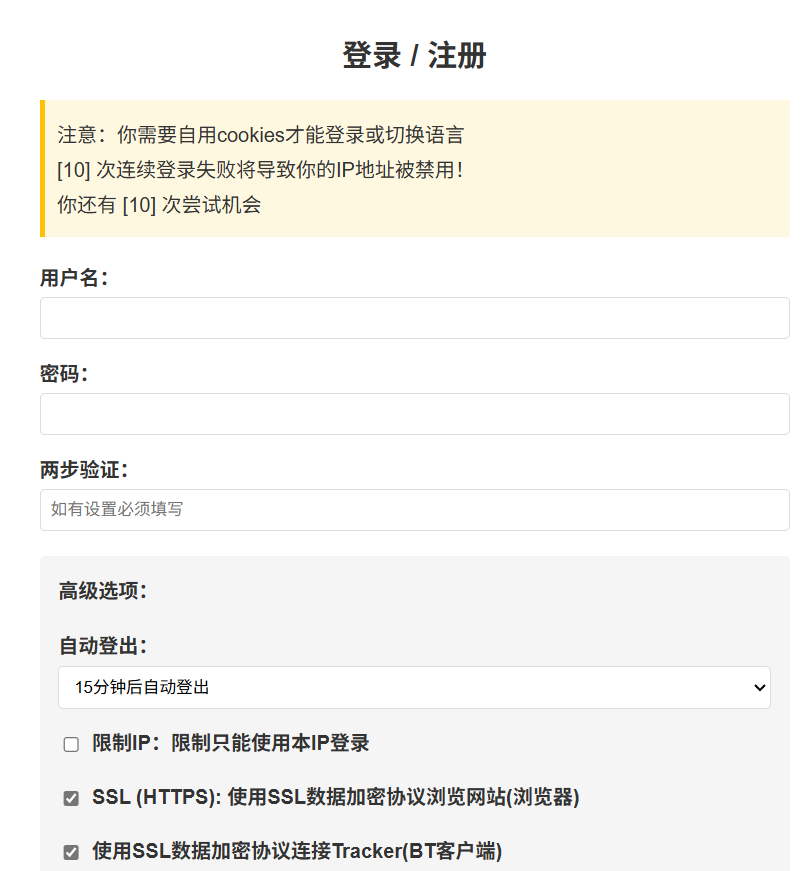 登录 / 注册
注意：你需要自用cookies才能登录或切换语言
[10] 次连续登录失败将导致你的IP地址被禁用！
你还有 [10] 次尝试机会
用户名：
密码：
两步验证：
如有设置必须填写
高级选项：
自动登出：
15分钟后自动登出
限制IP：限制只能使用本IP登录
SSL (HTTPS): 使用SSL数据加密协议浏览网站(浏览器)
使用SSL数据加密协议连接Tracker(BT客户端)